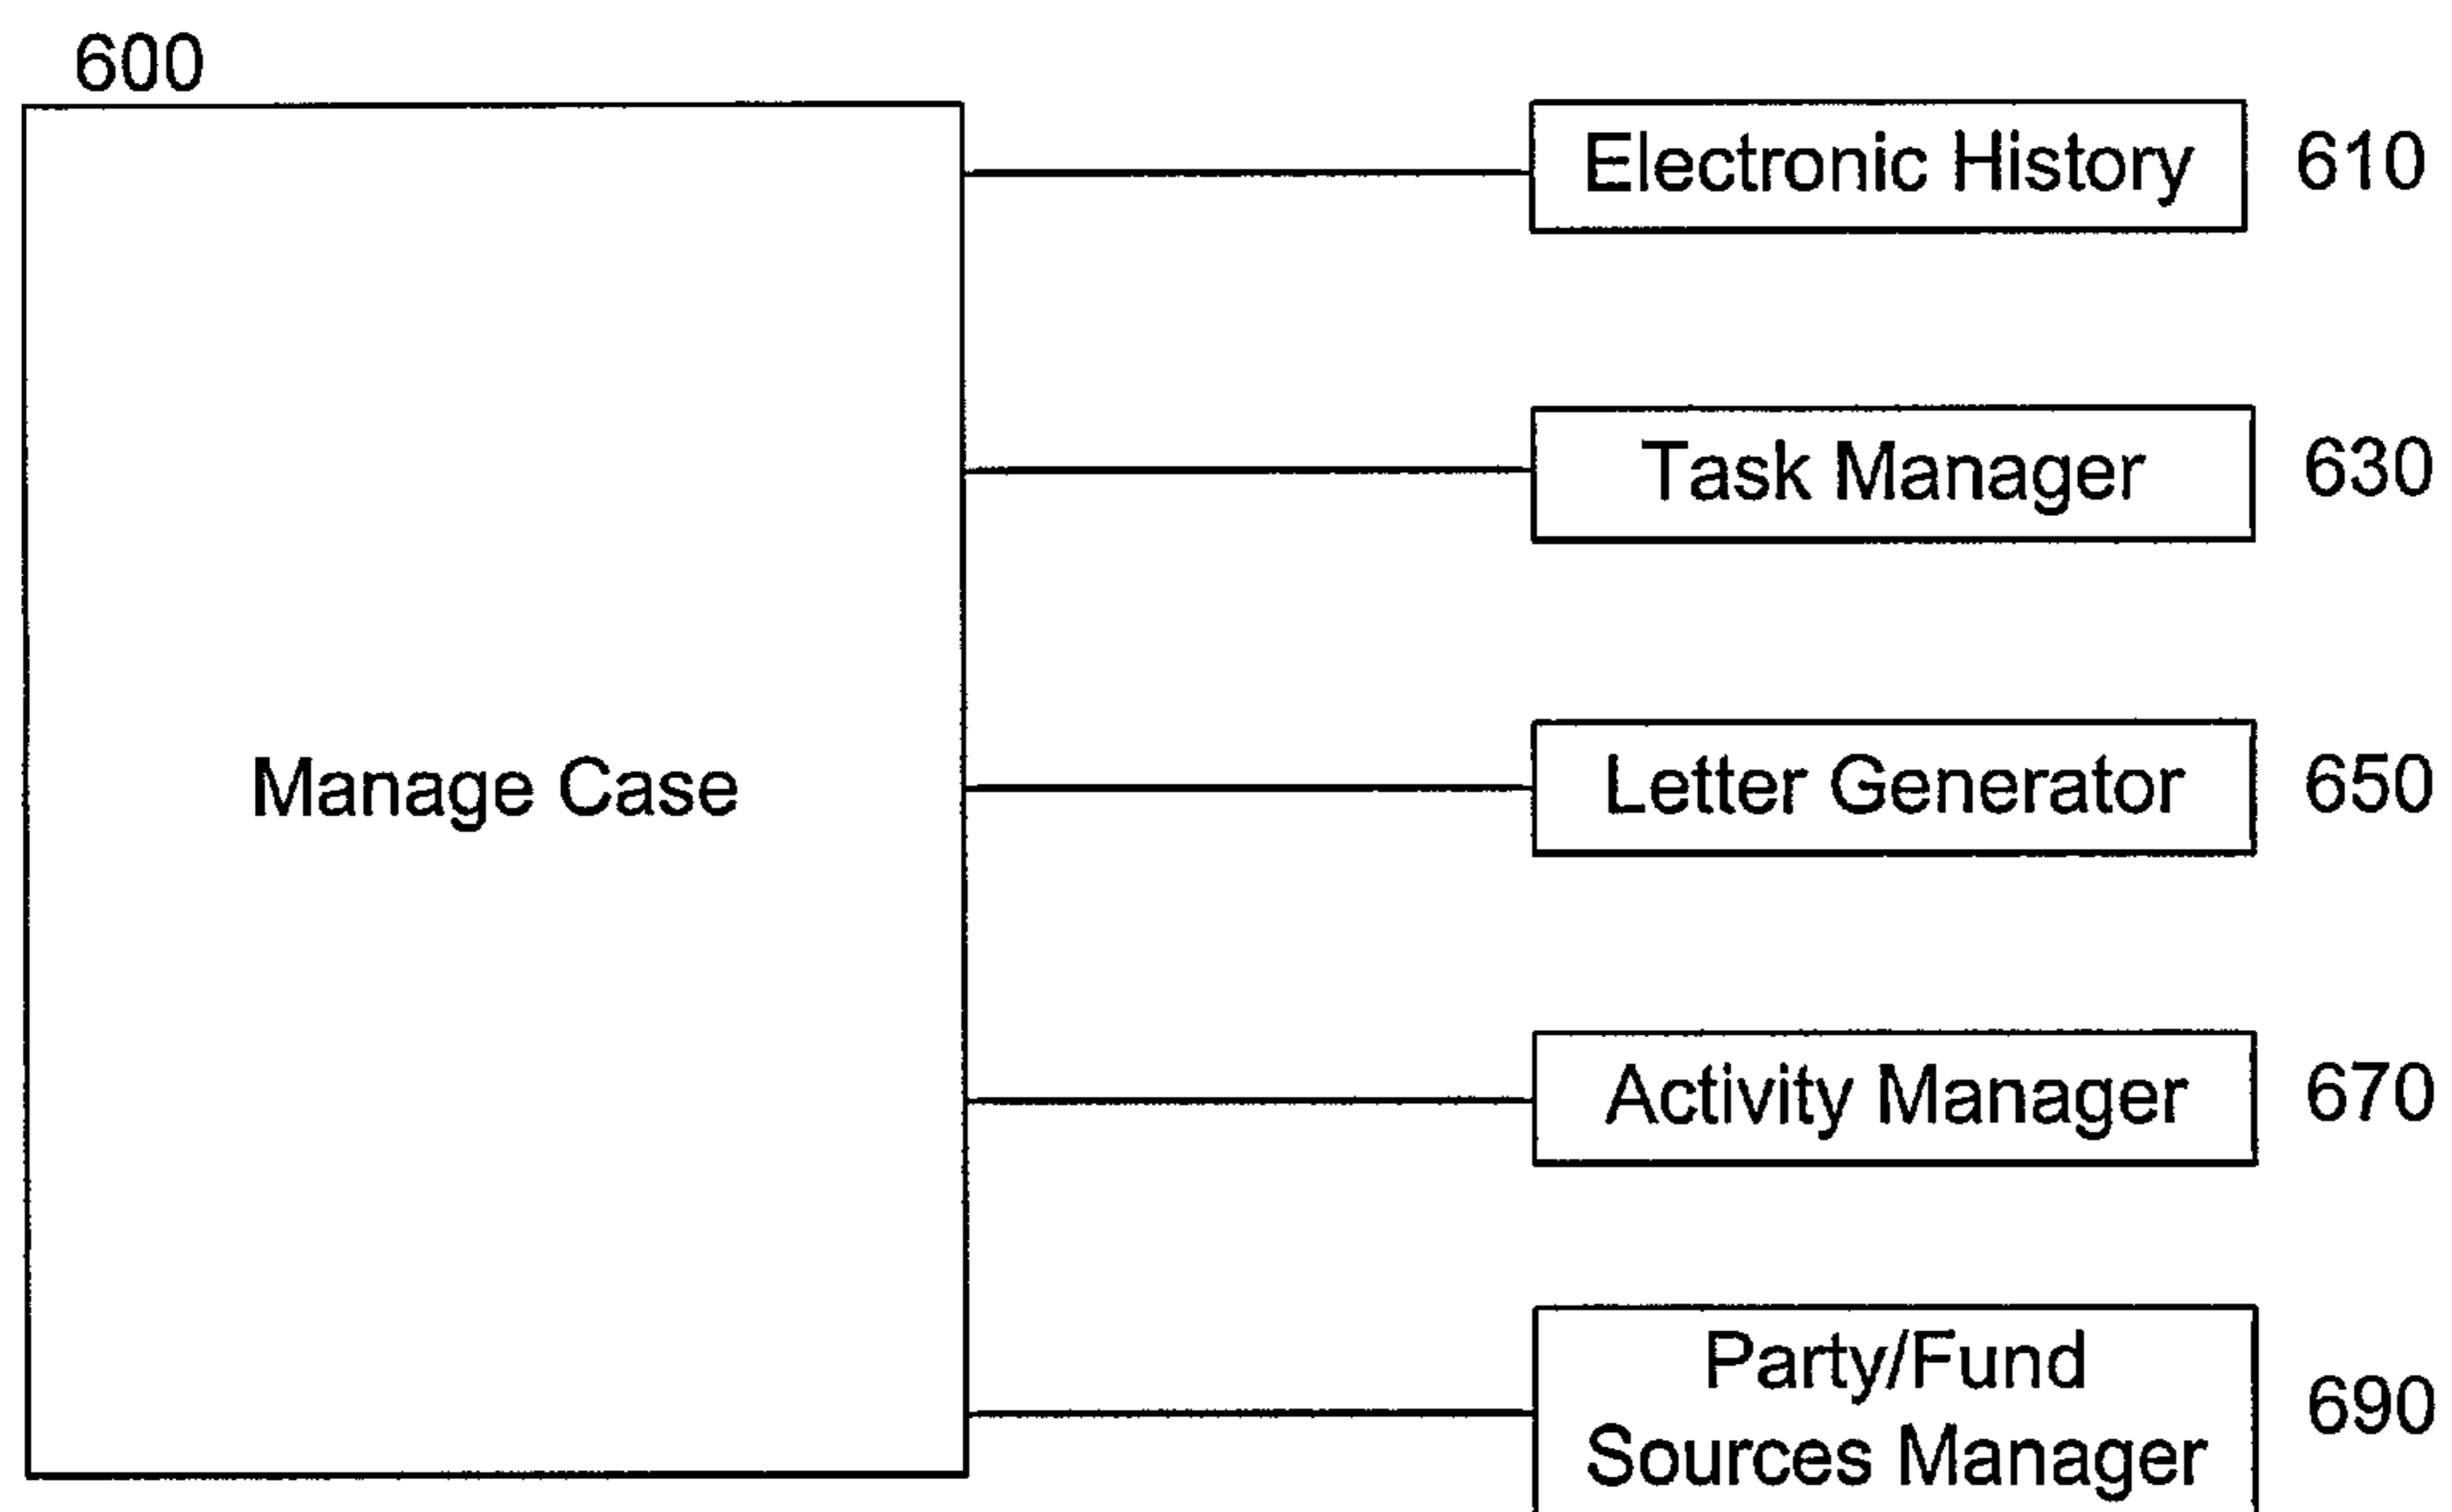 600
Electronic History 610
Task Manager 630
Manage Case
Letter Generator 650
Activity Manager 670
Party/Fund
Sources Manager
690